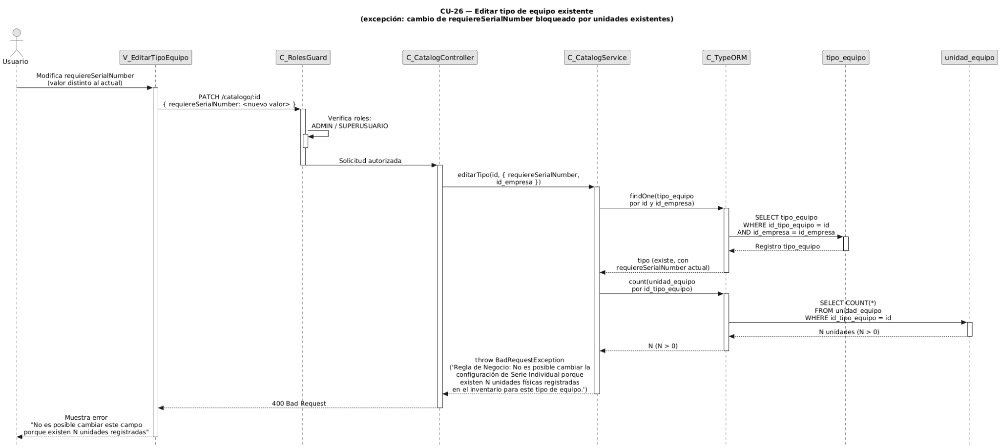 CU-26 — Editar tipo de equipo existente
(excepción: cambio de requiereSerialNumber bloqueado por unidades existentes)
Usuario
V_EditarTipoEquipo
C_RolesGuard
C_CatalogController
C_CatalogService
C_TypeORM
tipo_equipo
unidad_equipo
Modifica requiereSerialNumber
(valor distinto al actual)
PATCH /catalogo/:id
{ requiereSerialNumber: <nuevo valor> }
Verifica roles:
ADMIN / SUPERUSUARIO
Solicitud autorizada
editarTipo(id, { requiereSerialNumber,
id_empresa })
findOne(tipo_equipo
por id y id_empresa)
SELECT tipo_equipo
WHERE id_tipo_equipo = id
AND id_empresa = id_empresa
Registro tipo_equipo
tipo (existe, con
requiereSerialNumber actual)
count(unidad_equipo
por id_tipo_equipo)
SELECT COUNT(*)
FROM unidad_equipo
WHERE id_tipo_equipo = id
N unidades (N > 0)
N (N > 0)
throw BadRequestException
('Regla de Negocio: No es posible cambiar la
configuración de Serie Individual porque
existen N unidades físicas registradas
en el inventario para este tipo de equipo.')
400 Bad Request
Muestra error
"No es posible cambiar este campo
porque existen N unidades registradas"